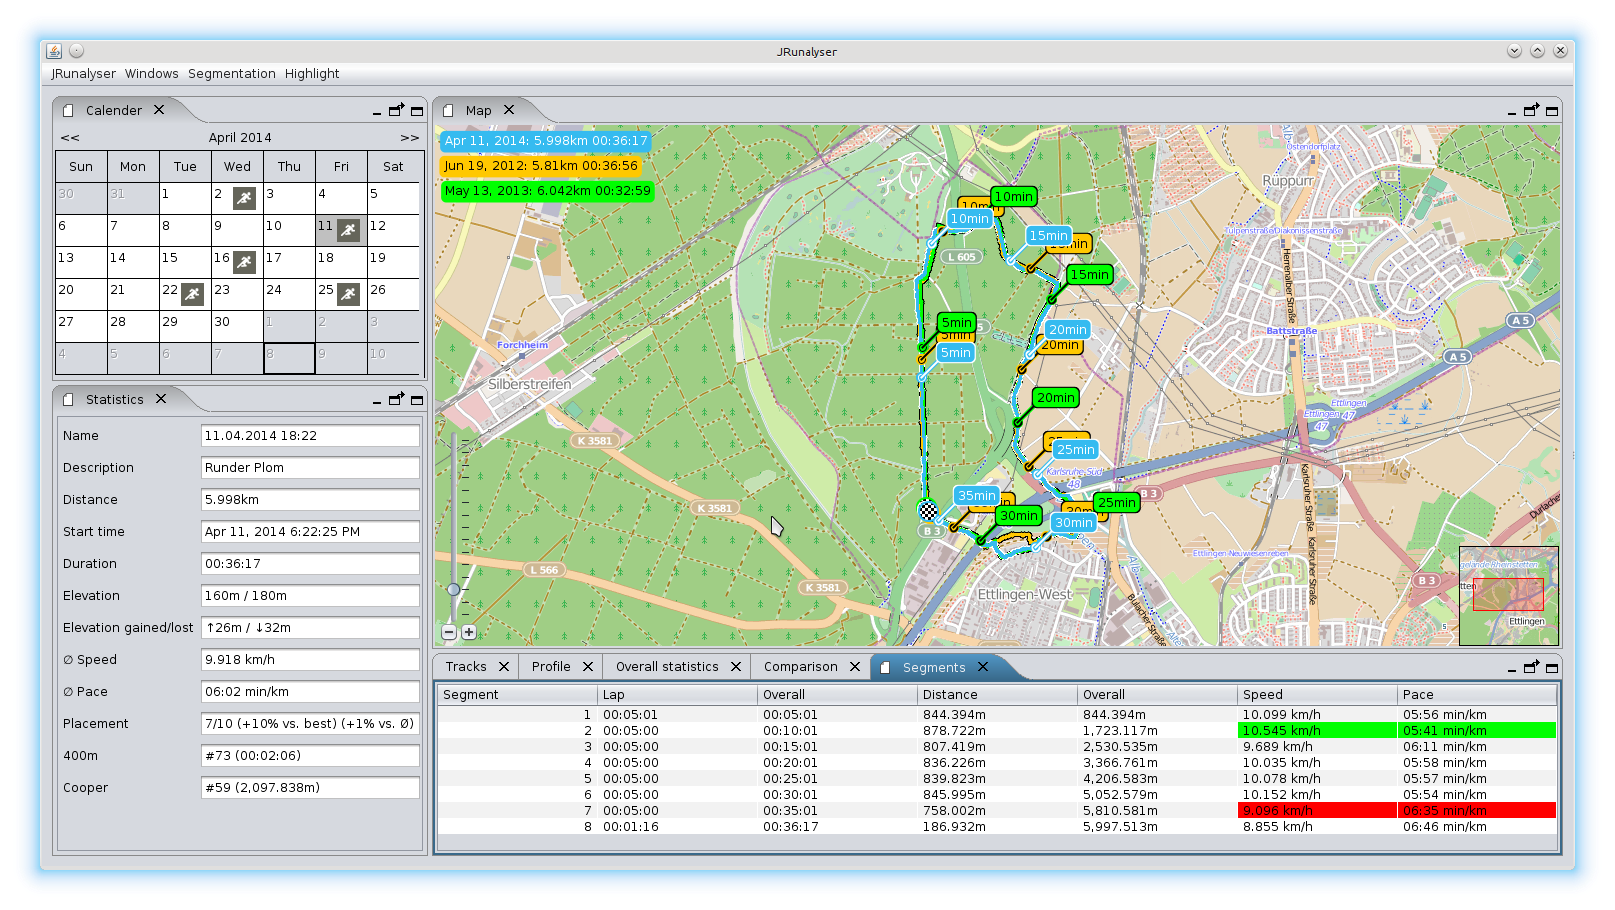 JRunalyser
JRunalyser Windows Segmentation Highlight
Calender
<< April 2014 >>
Sun Mon Tue Wed Thu Fri Sat
30 31 1 2 3 4 5
6 7 8 9 10 11 12
13 14 15 16 17 18 19
20 21 22 23 24 25 26
27 28 29 30 1 2 3
4 5 6 7 8 9 10
Statistics
Name 11.04.2014 18:22
Description Runder Plom
Distance 5.998km
Start time Apr 11, 2014 6:22:25 PM
Duration 00:36:17
Elevation 160m / 180m
Elevation gained/lost ↑26m / ↓32m
∅ Speed 9.918 km/h
∅ Pace 06:02 min/km
Placement 7/10 (+10% vs. best) (+1% vs. Ø)
400m #73 (00:02:06)
Cooper #59 (2,097.838m)
Map
Apr 11, 2014: 5.998km 00:36:17
Jun 19, 2012: 5.81km 00:36:56
May 13, 2013: 6.042km 00:32:59
Ostendorfplatz
Rüppurr
Tulpenstraße/Diakonissenstraße
Herrenalber Straße
Battstraße
A 5
A 5
10min
10min
15min
15min
L 605
5min
5min
20min
20min
20min
Forchheim
Silberstreifen
Ettlingen
47
Ettlingen
47
K 3581
25min
Karlsruhe Süd
48
B 3
K 3581
35min
30min
25min
30min
B 3
Karlsruher Straße
Karlsruher Straße
Ettlingen-Neuwiesenreben
L 566
K 3581
Ettlingen-West
Bulacher Straße
B 3
gelände Rheinstetten
tten
Ettlingen
Tracks Profile Overall statistics Comparison Segments
Segment Lap Overall Distance Overall Speed Pace
1 00:05:01 00:05:01 844.394m 844.394m 10.099 km/h 05:56 min/km
2 00:05:00 00:10:01 878.722m 1,723.117m 10.545 km/h 05:41 min/km
3 00:05:00 00:15:01 807.419m 2,530.535m 9.689 km/h 06:11 min/km
4 00:05:00 00:20:01 836.226m 3,366.761m 10.035 km/h 05:58 min/km
5 00:05:00 00:25:01 839.823m 4,206.583m 10.078 km/h 05:57 min/km
6 00:05:00 00:30:01 845.995m 5,052.579m 10.152 km/h 05:54 min/km
7 00:05:00 00:35:01 758.002m 5,810.581m 9.096 km/h 06:35 min/km
8 00:01:16 00:36:17 186.932m 5,997.513m 8.855 km/h 06:46 min/km